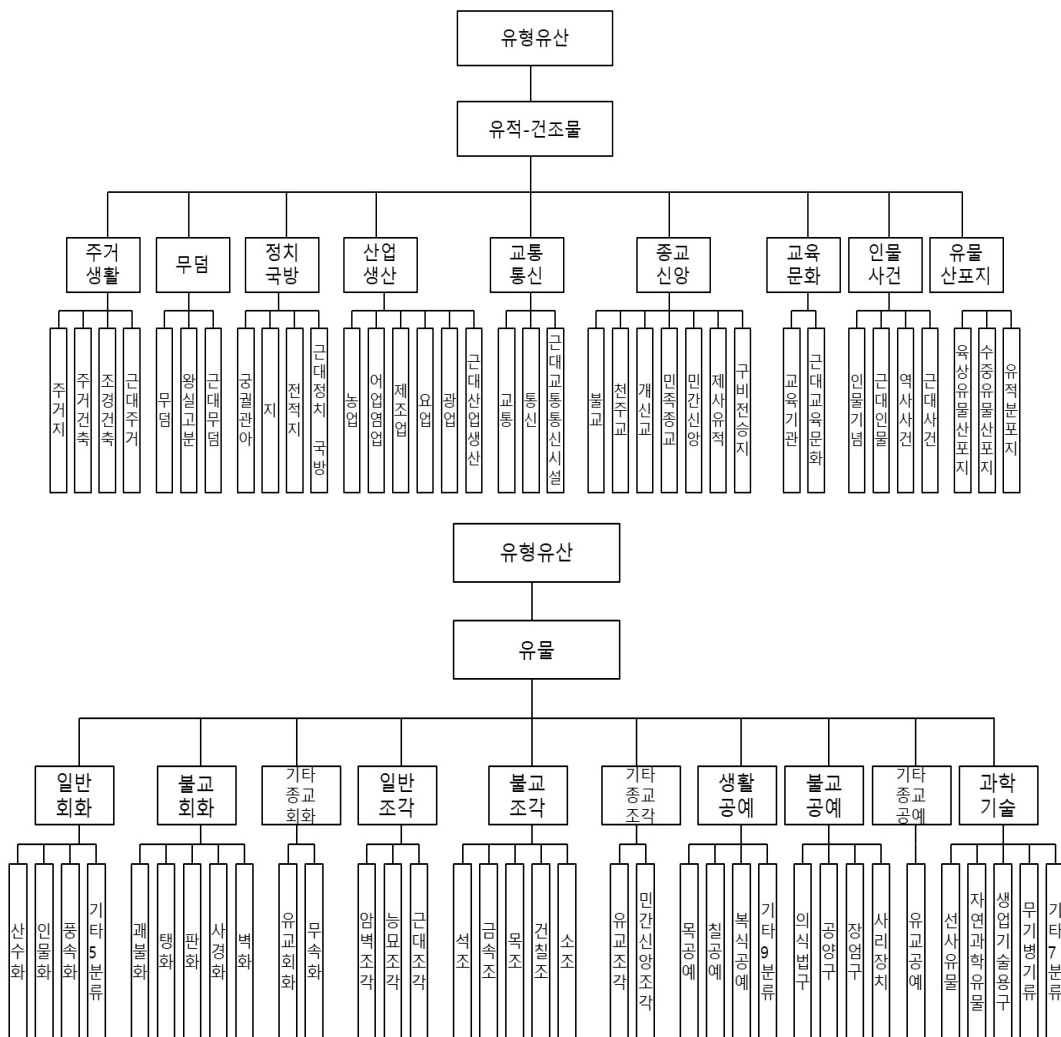 유형유산
유적-건조물
주거
생활
무덤
정치
국방
산업
생산
교통
통신
종교
신앙
교육
문화
인물
사건
유물
산포지
주거지
주거건축
조경건축
근대주거
무덤
왕실고분
근대무덤
궁궐관아
지
전적지
근대정치 국방
농업
어업염업
제조업
요업
광업
근대산업생산
교통
통신
근대교통통신시설
불교
천주교
개신교
민족종교
민간신앙
제사유적
구비전승지
교육기관
근대교육문화
인물기념
근대인물
역사사건
근대사건
육상유물산포지
수중유물산포지
유적분포지
유형유산
유물
일반
회화
불교
회화
기타
종교
회화
일반
조각
불교
조각
기타
종교
조각
생활
공예
불교
공예
기타
종교
공예
과학
기술
산수화
인물화
풍속화
기타5분류
괘불화
탱화
판화
사경화
벽화
유교회화
무속화
암벽조각
능묘조각
근대조각
석조
금속조
목조
건칠조
소조
유교조각
민간신앙조각
목공예
칠공예
복식공예
기타9분류
의식법구
공양구
장엄구
사리장치
유교공예
선사유물
자연과학유물
생업기술용구
무기병기류
기타7분류